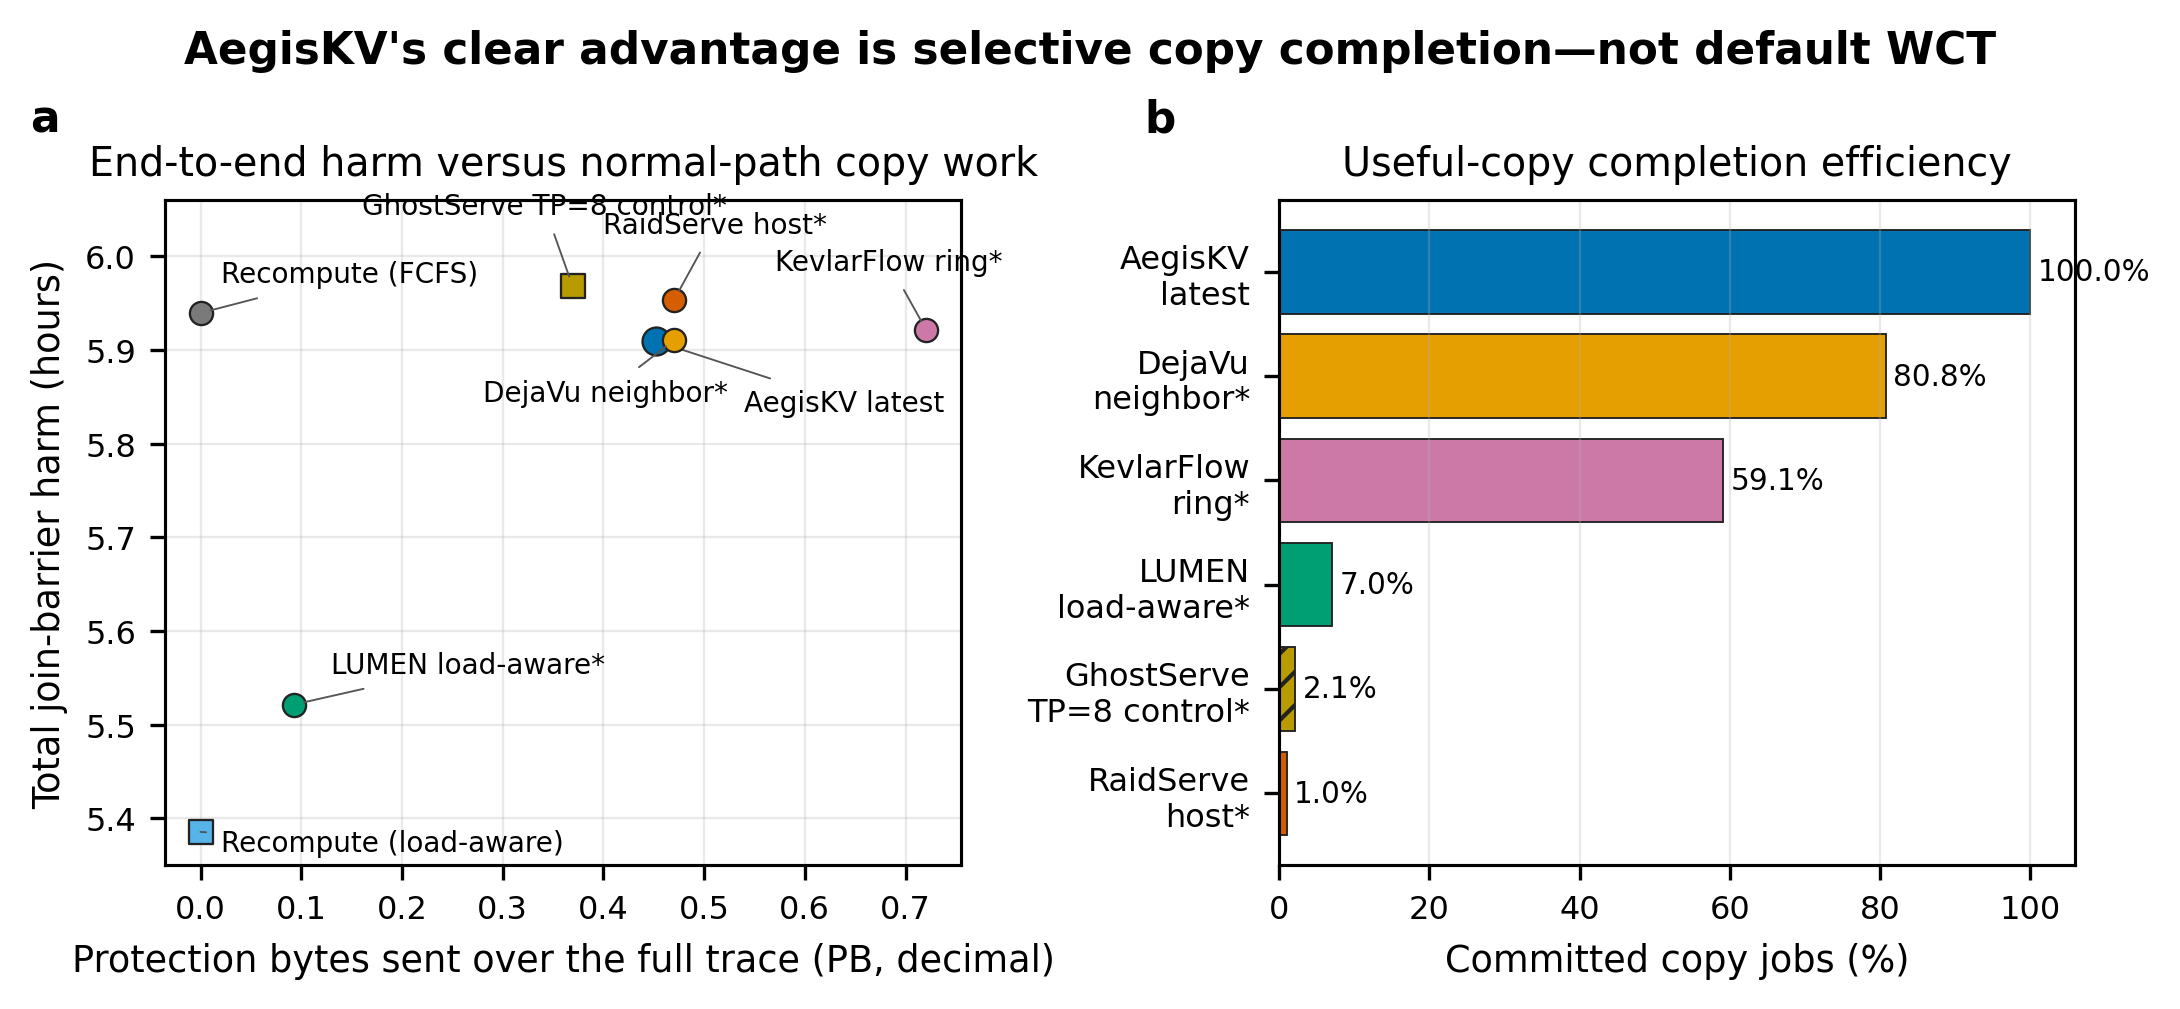 AegisKV's clear advantage is selective copy completion—not default WCT
a
End-to-end harm versus normal-path copy work
GhostServe TP=8 control*
RaidServe host*
KevlarFlow ring*
Recompute (FCFS)
DejaVu neighbor*
AegisKV latest
LUMEN load-aware*
Recompute (load-aware)
Total join-barrier harm (hours)
6.0
5.9
5.8
5.7
5.6
5.5
5.4
0.0 0.1 0.2 0.3 0.4 0.5 0.6 0.7
Protection bytes sent over the full trace (PB, decimal)
b
Useful-copy completion efficiency
AegisKV
latest
100.0%
DejaVu
neighbor*
80.8%
KevlarFlow
ring*
59.1%
LUMEN
load-aware*
7.0%
GhostServe
TP=8 control*
2.1%
RaidServe
host*
1.0%
0 20 40 60 80 100
Committed copy jobs (%)